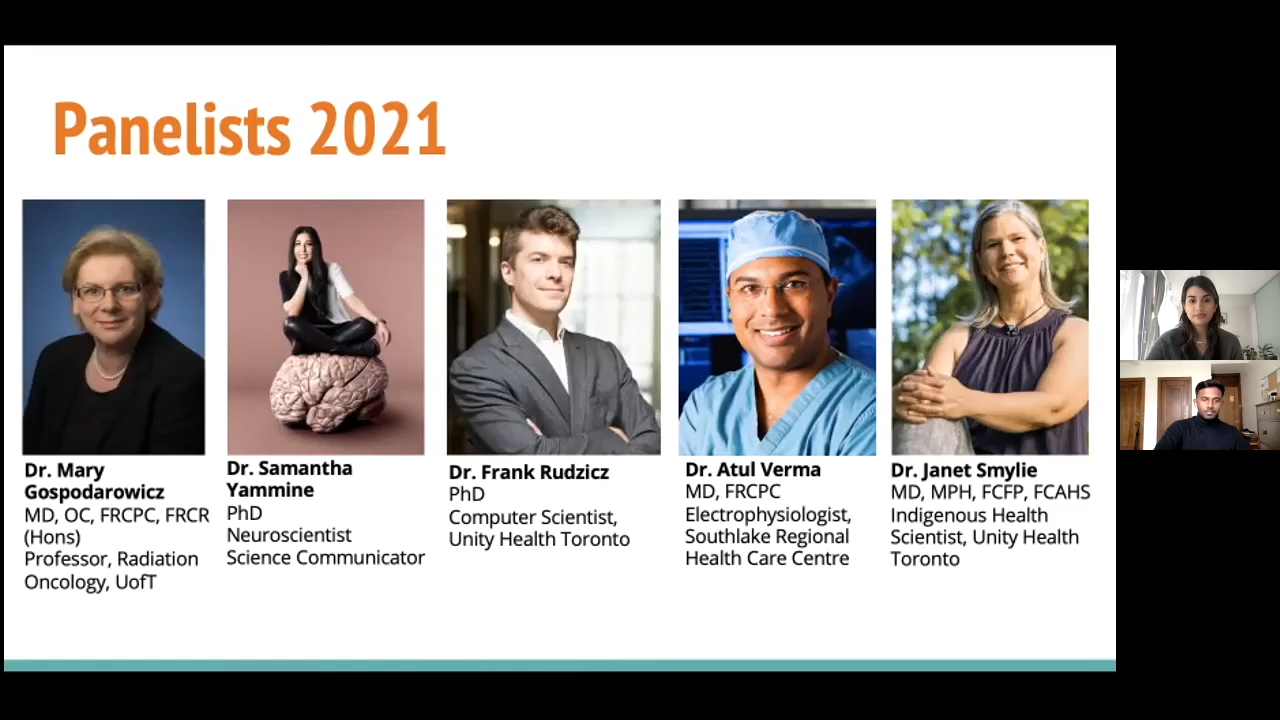 Panelists 2021
Dr. Mary
Gospodarowicz
MD, OC, FRCPC, FRCR
(Hons)
Professor, Radiation
Oncology, UofT
Dr. Samantha
Yammine
PhD
Neuroscientist
Science Communicator
Dr. Frank Rudzicz
PhD
Computer Scientist,
Unity Health Toronto
Dr. Atul Verma
MD, FRCPC
Electrophysiologist,
Southlake Regional
Health Care Centre
Dr. Janet Smylie
MD, MPH, FCFP, FCAHS
Indigenous Health
Scientist, Unity Health
Toronto